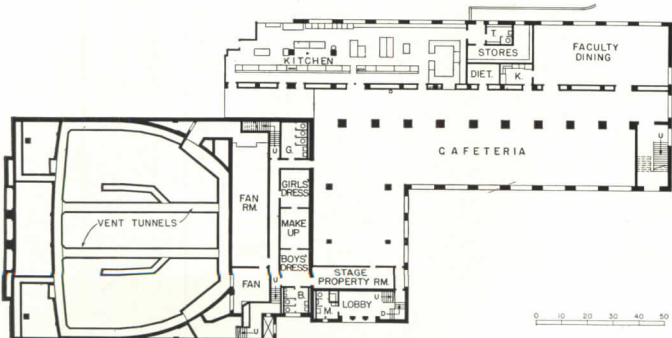 T.
STORES
FACULTY
DINING
KITCHEN
DIET.
K.
U
G.
U
CAFETERIA
GIRLS'
DRESS
FAN
RM.
MAKE
UP
VENT TUNNELS
BOYS'
DRESS
STAGE
PROPERTY RM.
FAN
U
B.
M.
LOBBY
U
D
U
0 10 20 30 40 50